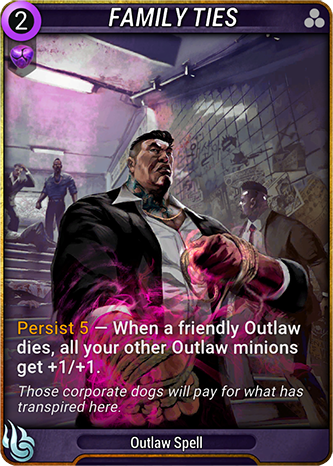 2
FAMILY TIES
Persist 5 — When a friendly Outlaw
dies, all your other Outlaw minions
get +1/+1.
Those corporate dogs will pay for what has
transpired here.
Outlaw Spell